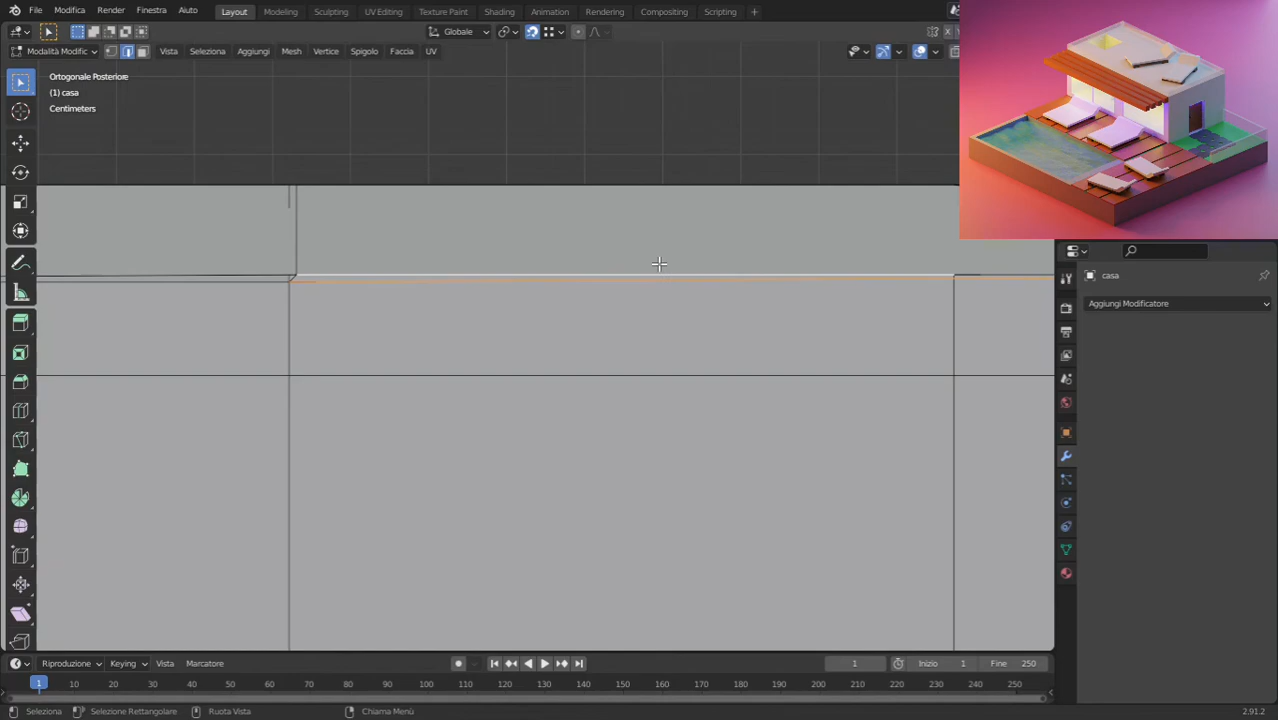 File Modifica Render Finestra Aiuto Layout Modeling Sculpting UV Editing Texture Paint Shading Animation Rendering Compositing Scripting +
Globale
Modalità Modific Vista Seleziona Aggiungi Mesh Vertice Spigolo Faccia UV
X
Ortogonale Posteriore
(1) casa
Centimeters
casa
Aggiungi Modificatore
Riproduzione Keying Vista Marcatore 1 Inizio 1 Fine 250
1 10 20 30 40 50 60 70 80 90 100 110 120 130 140 150 160 170 180 190 200 210 220 230 240 250
Seleziona Selezione Rettangolare Ruota Vista Chiama Menù 2.91.2